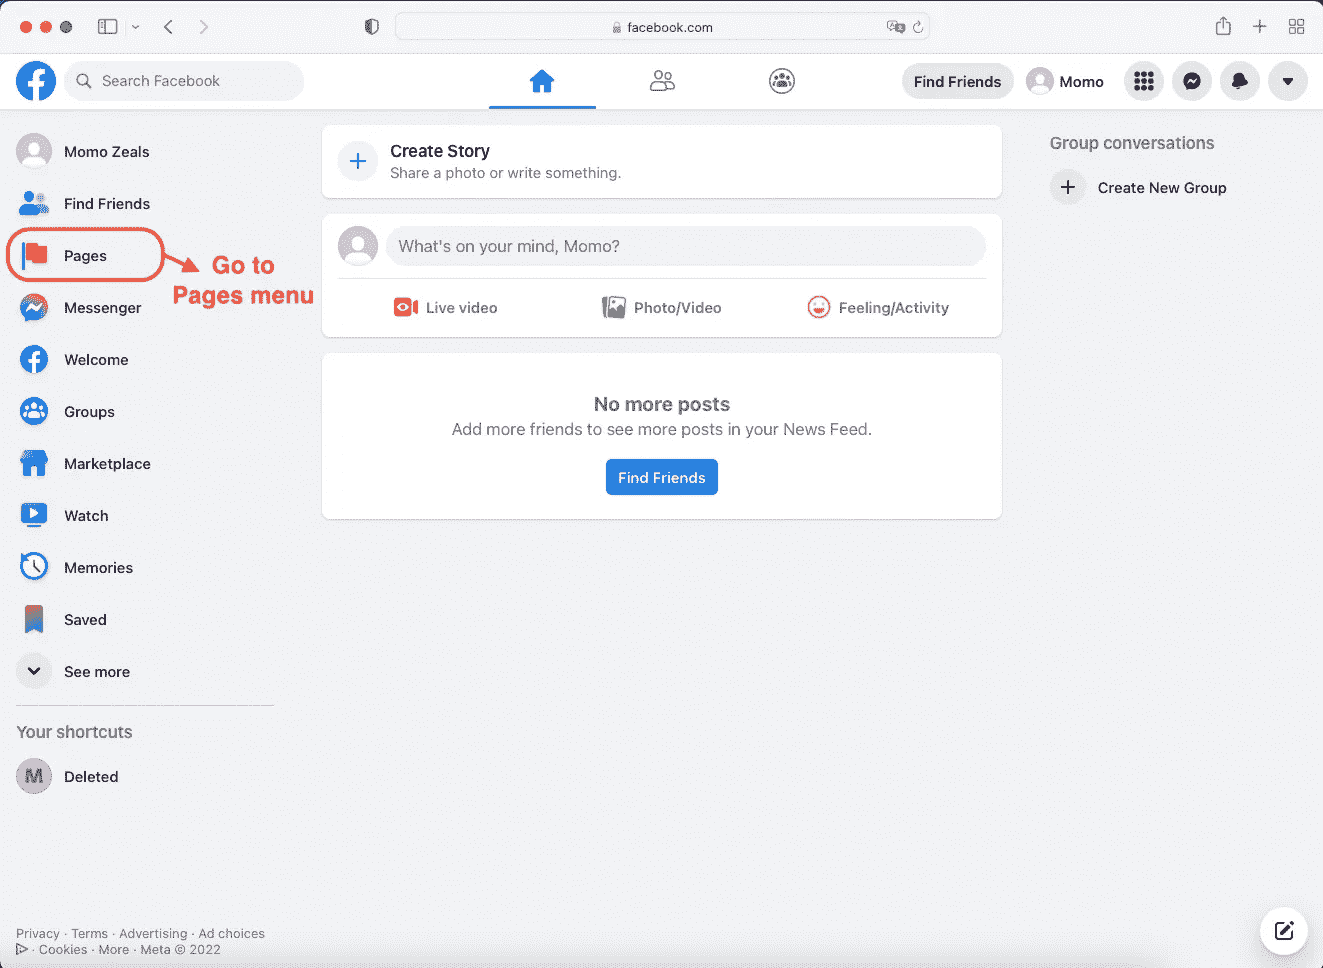 facebook.com
Search Facebook
Find Friends
Momo
Momo Zeals
Find Friends
Pages
Go to
Pages menu
Messenger
Welcome
Groups
Marketplace
Watch
Memories
Saved
See more
Your shortcuts
M
Deleted
Privacy · Terms · Advertising · Ad choices
· Cookies · More · Meta © 2022
Create Story
Share a photo or write something.
What's on your mind, Momo?
Live video
Photo/Video
Feeling/Activity
No more posts
Add more friends to see more posts in your News Feed.
Find Friends
Group conversations
Create New Group